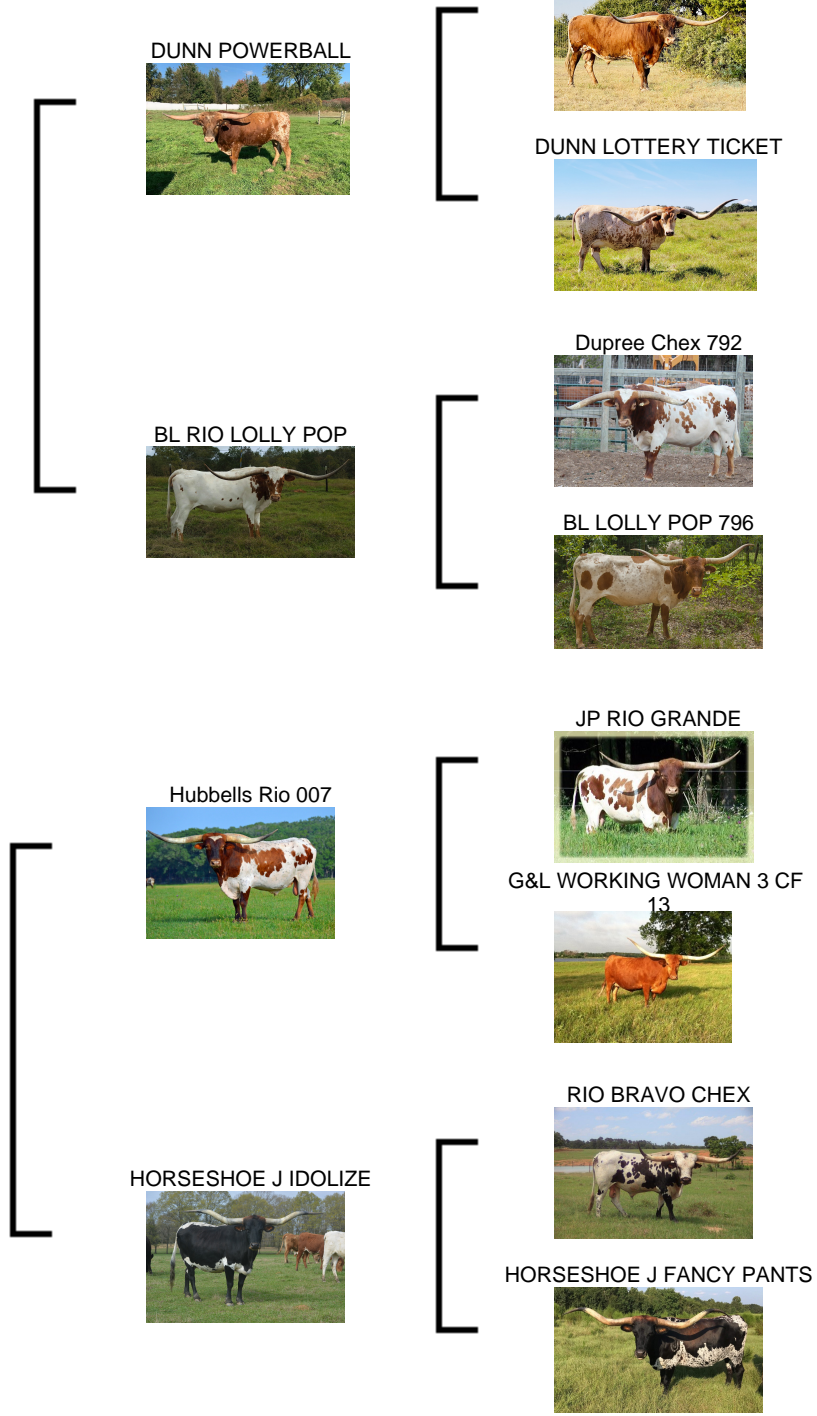 DUNN POWERBALL
DUNN LOTTERY TICKET
Dupree Chex 792
BL RIO LOLLY POP
BL LOLLY POP 796
JP RIO GRANDE
Hubbells Rio 007
G&L WORKING WOMAN 3 CF
13
RIO BRAVO CHEX
HORSESHOE J IDOLIZE
HORSESHOE J FANCY PANTS